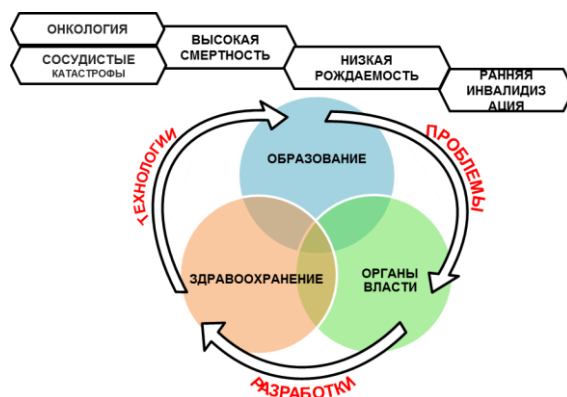 ОНКОЛОГИЯ
СОСУДИСТЫЕ
КАТАСТРОФЫ
ВЫСОКАЯ
СМЕРТНОСТЬ
НИЗКАЯ
РОЖДАЕМОСТЬ
РАННЯЯ
ИНВАЛИДИЗ
АЦИЯ
ТЕХНОЛОГИИ
ПРОБЛЕМЫ
ОБРАЗОВАНИЕ
ЗДРАВООХРАНЕНИЕ
ОРГАНЫ
ВЛАСТИ
РАЗРАБОТКИ